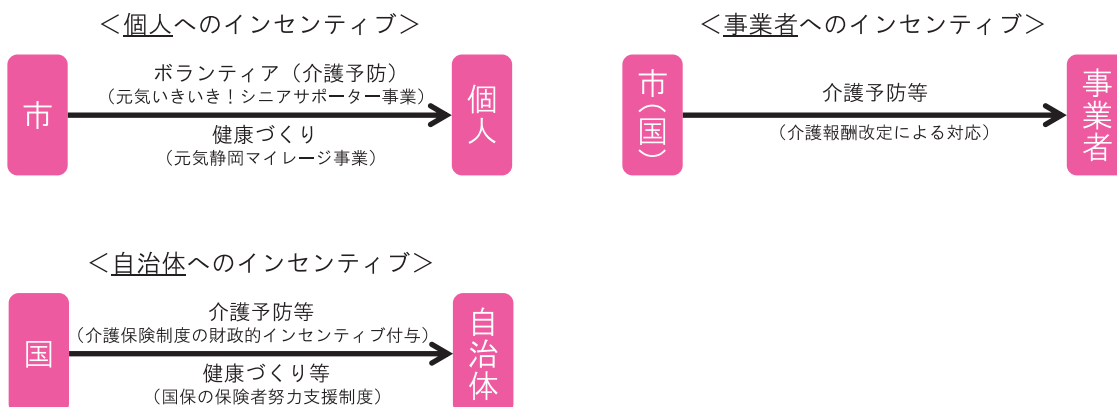 ＜個人へのインセンティブ＞
市
ボランティア（介護予防）
（元気いきいき！シニアサポーター事業）
健康づくり
（元気静岡マイレージ事業）
個人
＜事業者へのインセンティブ＞
市（国）
介護予防等
（介護報酬改定による対応）
事業者
＜自治体へのインセンティブ＞
国
介護予防等
（介護保険制度の財政的インセンティブ付与）
健康づくり等
（国保の保険者努力支援制度）
自治体